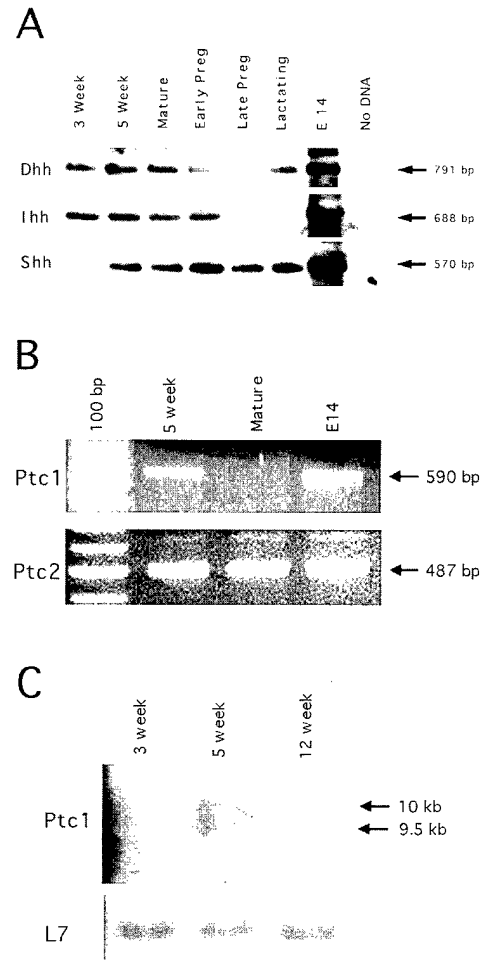 A
3 Week 5 Week Mature Early Preg Late Preg Lactating E 14 No DNA
Dhh 791 bp
Ihh 688 bp
Shh 570 bp
B
100 bp 5 week Mature E14
Ptc1 590 bp
Ptc2 487 bp
C
3 week 5 week 12 week
Ptc1 10 kb
9.5 kb
L7